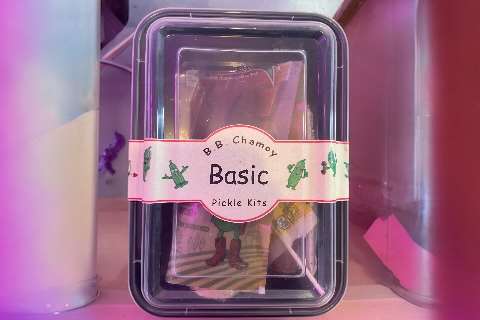 B.B. Chamoy
Basic
Pickle Kits